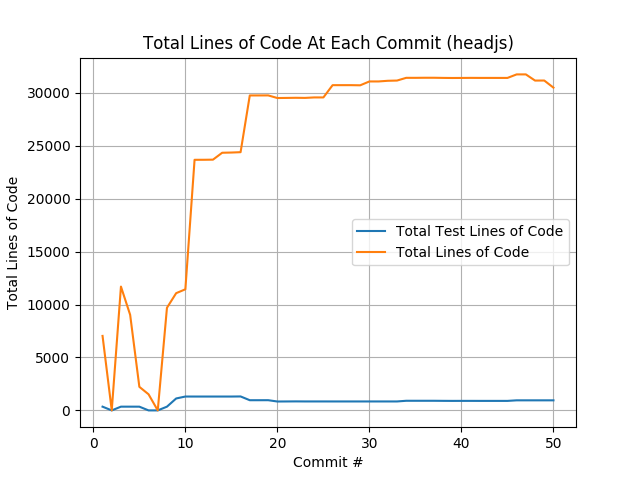 Total Lines of Code At Each Commit (headjs)
Total Lines of Code
30000
25000
20000
15000
10000
5000
0
Total Test Lines of Code
Total Lines of Code
0 10 20 30 40 50
Commit #